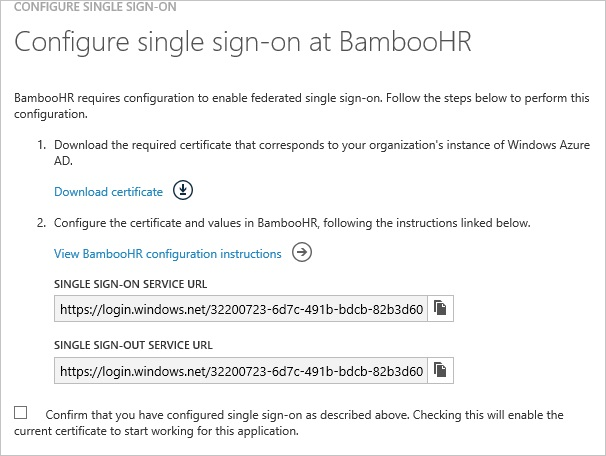 CONFIGURE SINGLE SIGN-ON
Configure single sign-on at BambooHR
BambooHR requires configuration to enable federated single sign-on. Follow the steps below to perform this
configuration.
1. Download the required certificate that corresponds to your organization's instance of Windows Azure
AD.
Download certificate
2. Configure the certificate and values in BambooHR, following the instructions linked below.
View BambooHR configuration instructions
SINGLE SIGN-ON SERVICE URL
https://login.windows.net/32200723-6d7c-491b-bdcb-82b3d60
SINGLE SIGN-OUT SERVICE URL
https://login.windows.net/32200723-6d7c-491b-bdcb-82b3d60
Confirm that you have configured single sign-on as described above. Checking this will enable the
current certificate to start working for this application.